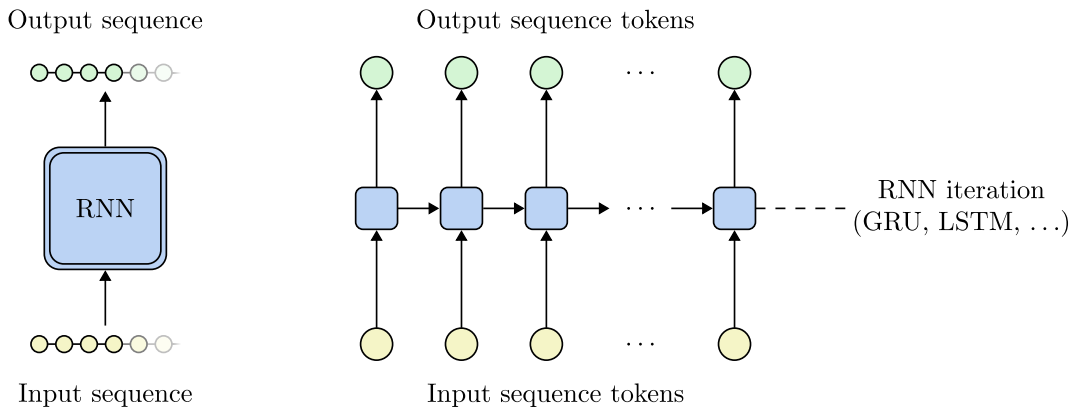 Output sequence
RNN
Input sequence
Output sequence tokens
· · ·
· · ·
RNN iteration
(GRU, LSTM, . . .)
· · ·
Input sequence tokens